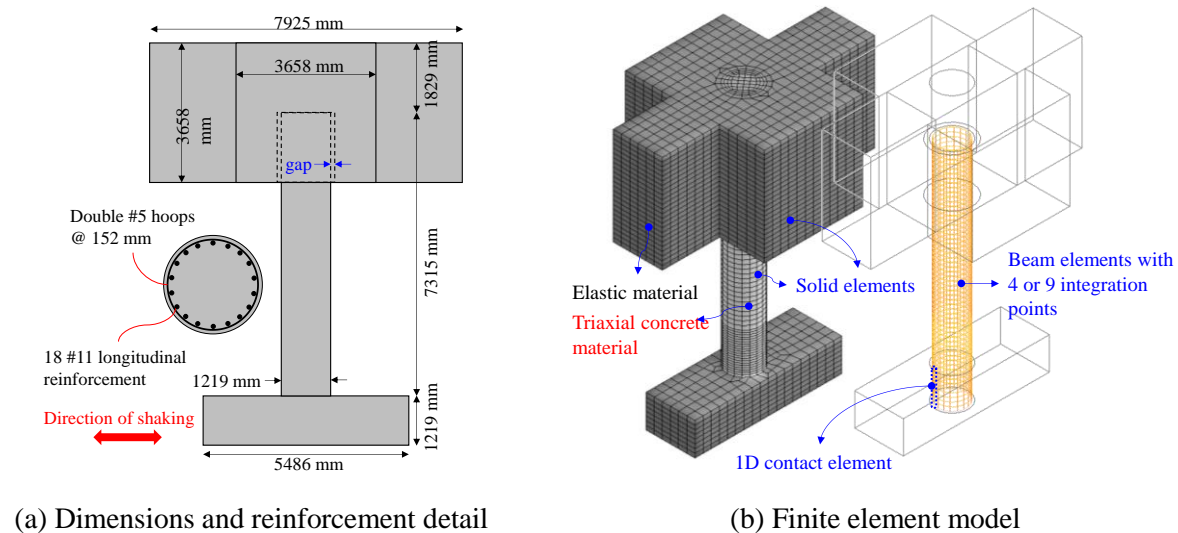 7925 mm
3658 mm
1829 mm
3658
mm
gap
Double #5 hoops
@ 152 mm
7315 mm
18 #11 longitudinal
reinforcement
1219 mm
Direction of shaking
1219 mm
5486 mm
(a) Dimensions and reinforcement detail
Elastic material
Solid elements
Triaxial concrete
material
Beam elements with
4 or 9 integration
points
1D contact element
(b) Finite element model